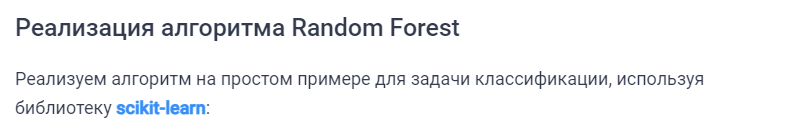 Реализация алгоритма Random Forest
Реализуем алгоритм на простом примере для задачи классификации, используя
библиотеку scikit-learn: